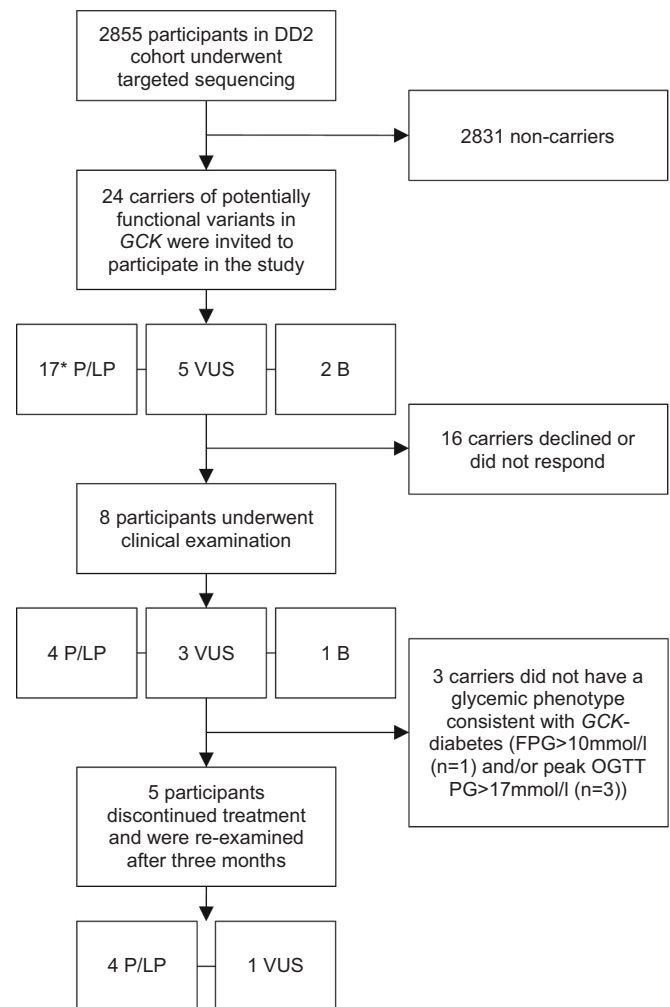 2855 participants in DD2
cohort underwent
targeted sequencing
2831 non-carriers
24 carriers of potentially
functional variants in
GCK were invited to
participate in the study
17* P/LP
5 VUS
2 B
16 carriers declined or
did not respond
8 participants underwent
clinical examination
4 P/LP
3 VUS
1 B
3 carriers did not have a
glycemic phenotype
consistent with GCK-
diabetes (FPG>10mmol/l
(n=1) and/or peak OGTT
PG>17mmol/l (n=3))
5 participants
discontinued treatment
and were re-examined
after three months
4 P/LP
1 VUS